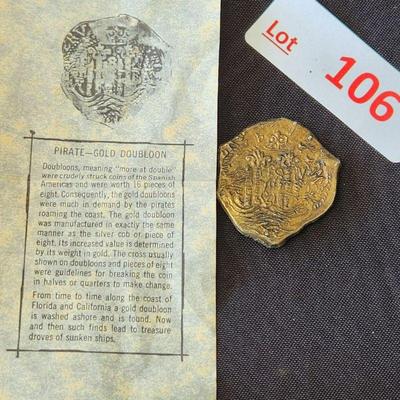 Lot
106
PIRATE—GOLD DOUBLOON
Doubloons, meaning "more at double"
were crudely struck coins of the Spanish
Americas and were worth 16 pieces of
eight. Consequently, the gold doubloons
were much in demand by the pirates
roaming the coast. The gold doubloon
was manufactured in exactly the same
manner as the silver cob or piece of
eight. Its increased value is determined
by its weight in gold. The cross usually
shown on doubloons and pieces of eight
were guidelines for breaking the coin
in halves or quarters to make change.
From time to time along the coast of
Florida and California a gold doubloon
is washed ashore and is found. Now
and then such finds lead to treasure
droves of sunken ships.